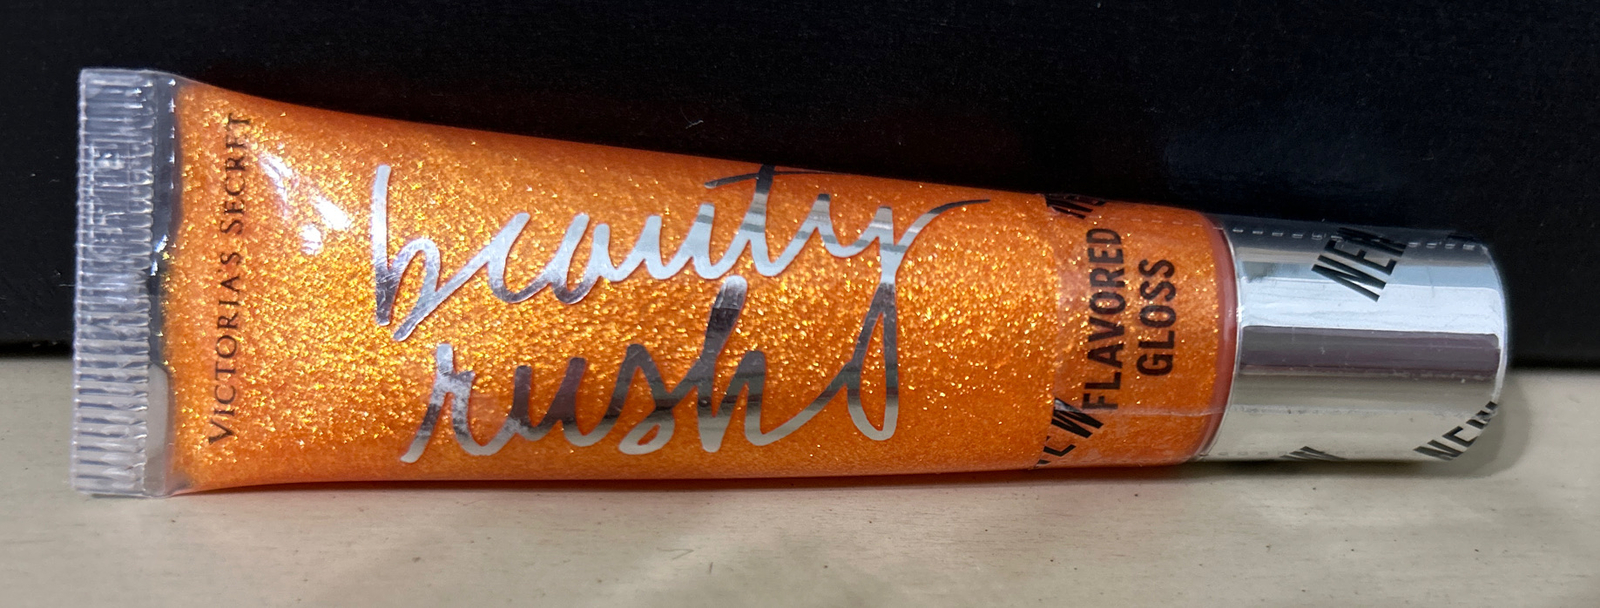 VICTORIA'S SECRET
beauty
rush
FLAVORED
GLOSS
NEW
NEW